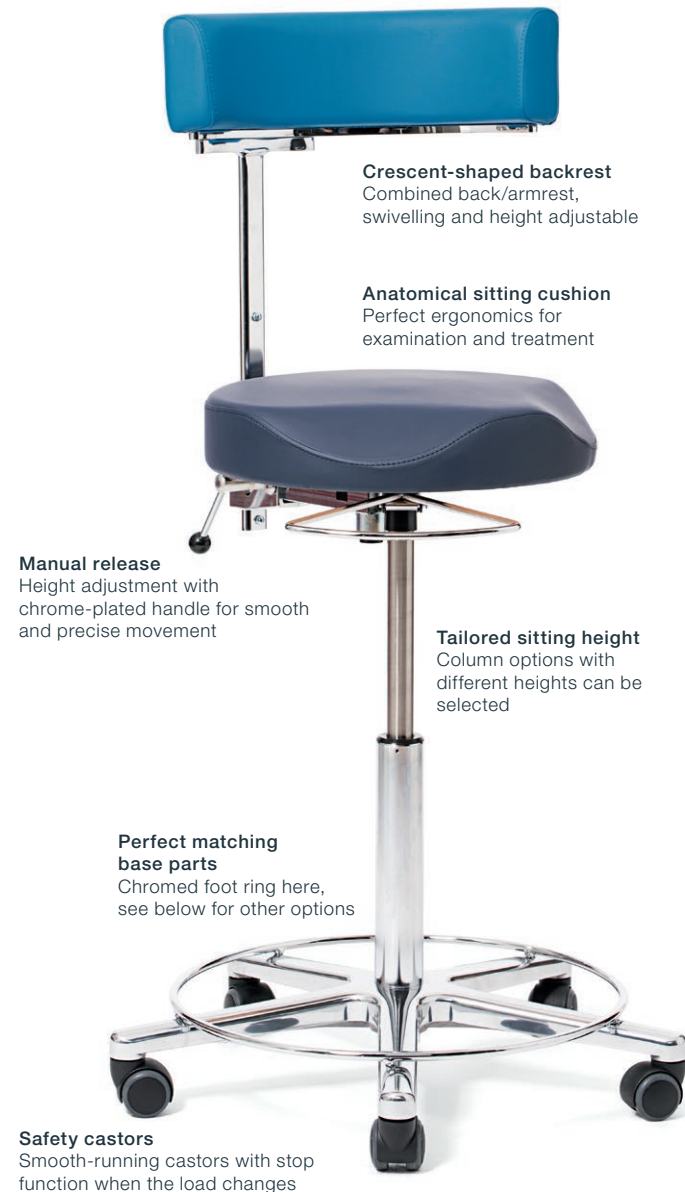 Crescent-shaped backrest
Combined back/armrest,
swivelling and height adjustable
Anatomical sitting cushion
Perfect ergonomics for
examination and treatment
Manual release
Height adjustment with
chrome-plated handle for smooth
and precise movement
Tailored sitting height
Column options with
different heights can be
selected
Perfect matching
base parts
Chromed foot ring here,
see below for other options
Safety castors
Smooth-running castors with stop
function when the load changes